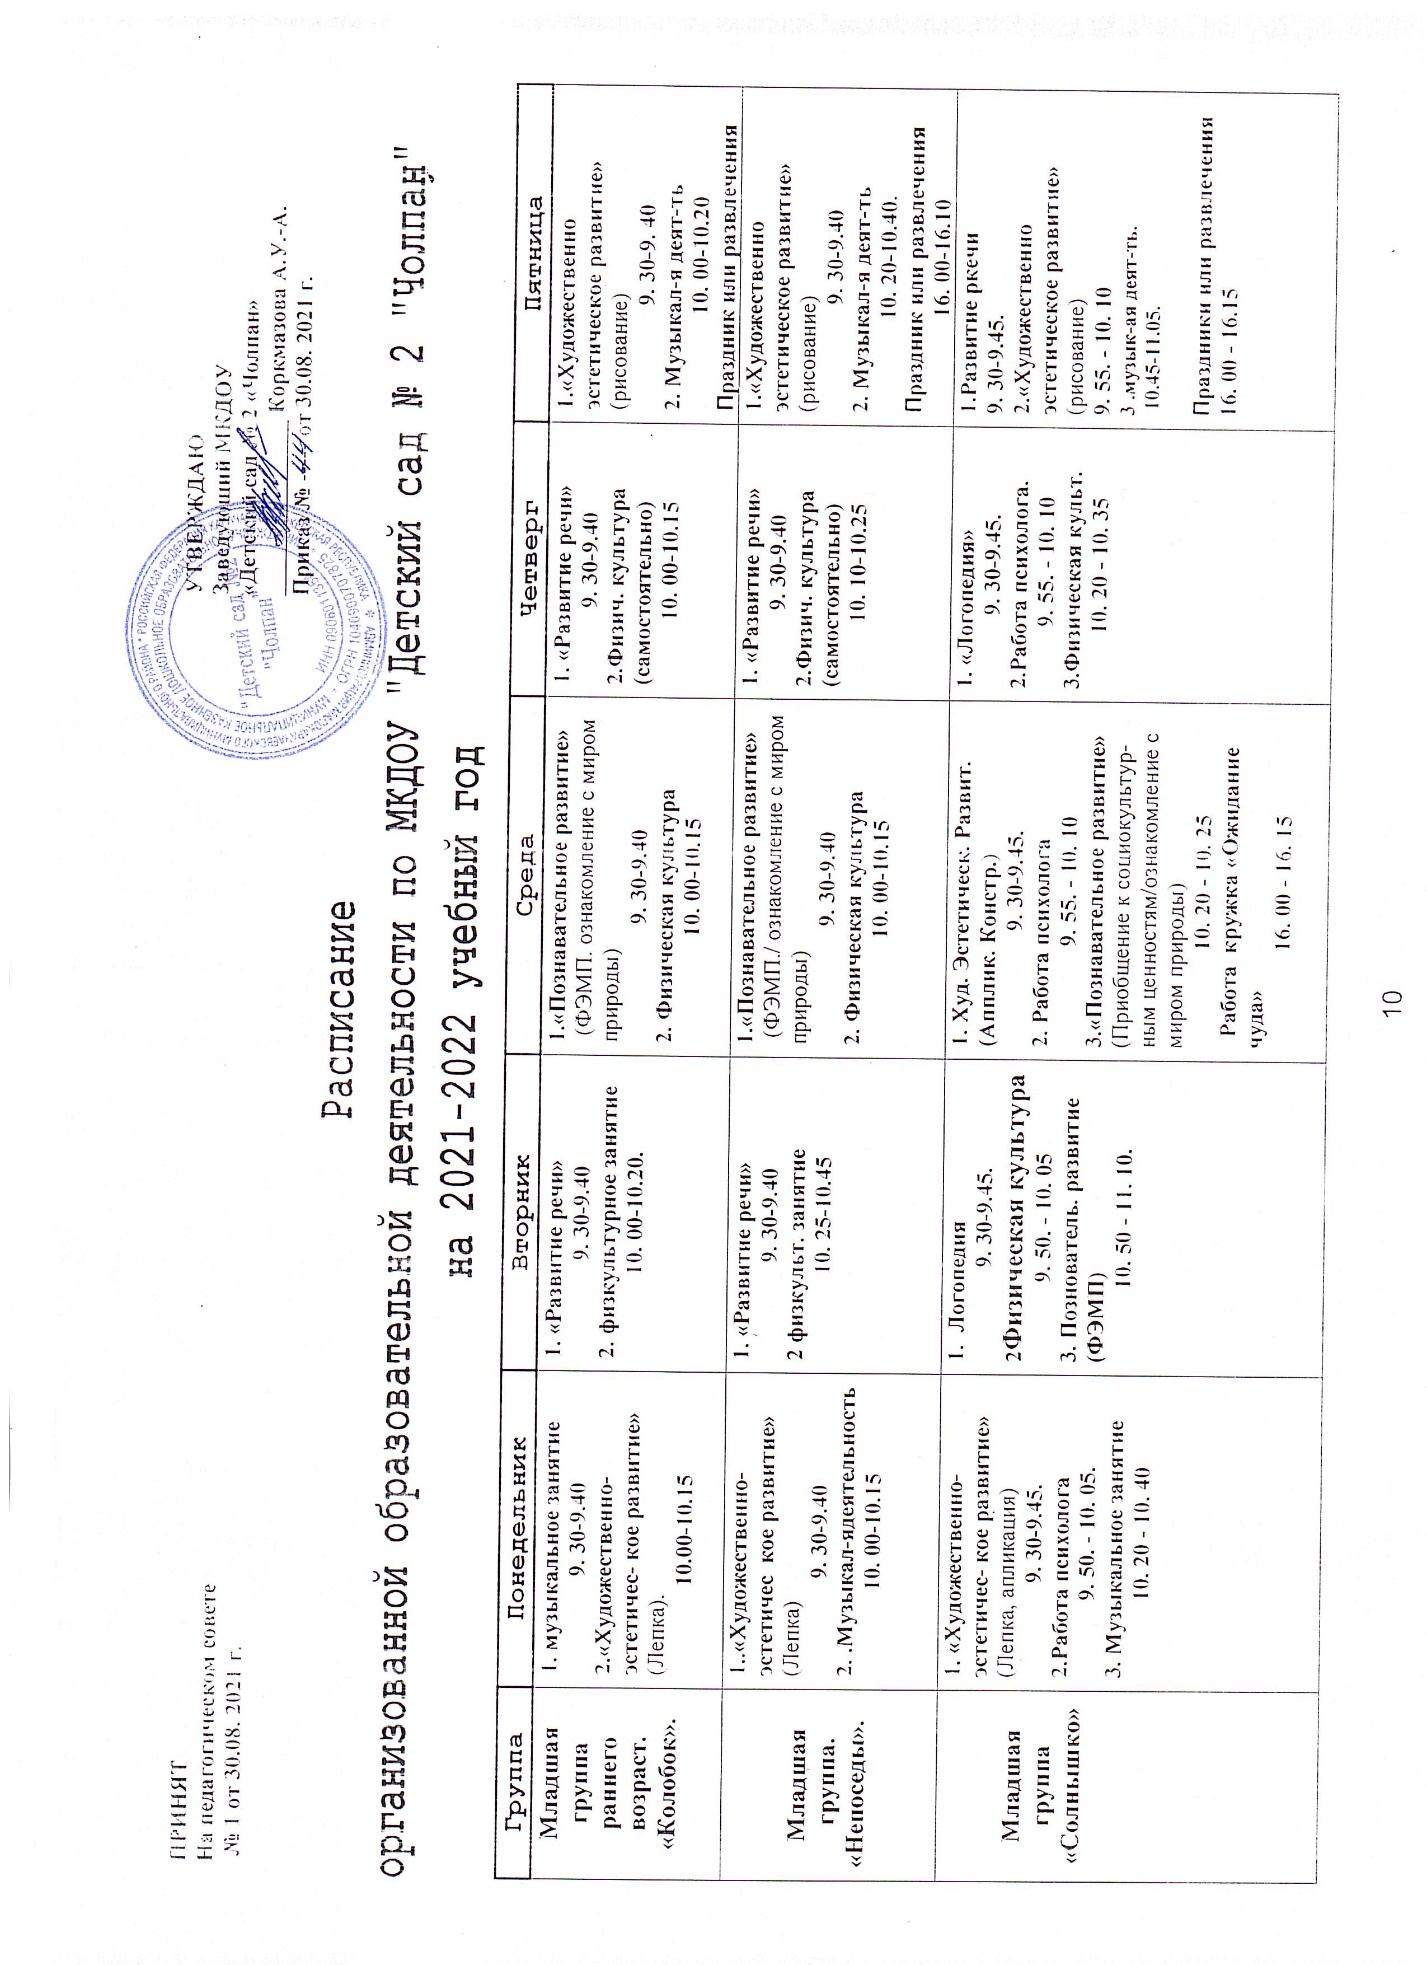 ПРИНЯТ
На педагогическом совете
№ 1 от 30.08. 2021 г.
УТВЕРЖДАЮ
Заведующий МКДОУ
«Детский сад № 2 «Чолпан»
Коркмазова А.У.-А.
Приказ № -44 от 30.08. 2021 г.
"Детский сад №2
"Чолпан"
Расписание
организованной образовательной деятельности по МКДОУ "Детский сад № 2 "Чолпан"
на 2021-2022 учебный год
Группа
Понедельник
Вторник
Среда
Четверг
Пятница
Младшая
группа
раннего
возраст.
«Колобок».
1. музыкальное занятие
9. 30-9.40
2.«Художественно-
эстетичес- кое развитие»
(Лепка).
10.00-10.15
1. «Развитие речи»
9. 30-9.40
2. физкультурное занятие
10. 00-10.20.
1.«Познавательное развитие»
(ФЭМП. ознакомление с миром
природы)
9. 30-9.40
2. Физическая культура
10. 00-10.15
1. «Развитие речи»
9. 30-9.40
2.Физич. культура
(самостоятельно)
10. 00-10.15
1.«Художественно
эстетическое развитие»
(рисование)
9. 30-9. 40
2. Музыкал-я деят-ть
10. 00-10.20
Праздник или развлечения
Младшая
группа.
«Непоседы».
1..«Художественно-
эстетичес кое развитие»
(Лепка)
9. 30-9.40
2. .Музыкал-ядеятельность
10. 00-10.15
1. «Развитие речи»
9. 30-9.40
2 физкульт. занятие
10. 25-10.45
1.«Познавательное развитие»
(ФЭМП./ ознакомление с миром
природы)
9. 30-9.40
2. Физическая культура
10. 00-10.15
1. «Развитие речи»
9. 30-9.40
2.Физич. культура
(самостоятельно)
10. 10-10.25
1.«Художественно
эстетическое развитие»
(рисование)
9. 30-9.40
2. Музыкал-я деят-ть
10. 20-10.40.
Праздник или развлечения
16. 00-16.10
Младшая
группа
«Солнышко»
1. «Художественно-
эстетичес- кое развитие»
(Лепка, апликация)
9. 30-9.45.
2.Работа психолога
9. 50. - 10. 05.
3. Музыкальное занятие
10. 20 - 10. 40
1. Логопедия
9. 30-9.45.
2Физическая культура
9. 50. - 10. 05
3. Познователь. развитие
(ФЭМП)
10. 50 - 11. 10.
1. Худ. Эстетическ. Развит.
(Апплик. Констр.)
9. 30-9.45.
2. Работа психолога
9. 55. - 10. 10
3.«Познавательное развитие»
(Приобщение к социокультур-
ным ценностям/ознакомление с
миром природы)
10. 20 - 10. 25
Работа кружка «Ожидание
чуда»
16. 00 - 16. 15
1. «Логопедия»
9. 30-9.45.
2.Работа психолога.
9. 55. - 10. 10
3.Физическая культ.
10. 20 - 10. 35
1.Развитие ркечи
9. 30-9.45.
2.«Художественно
эстетическое развитие»
(рисование)
9. 55. - 10. 10
3 .музык-ая деят-ть.
10.45-11.05.
Праздники или развлечения
16. 00 - 16.15
10